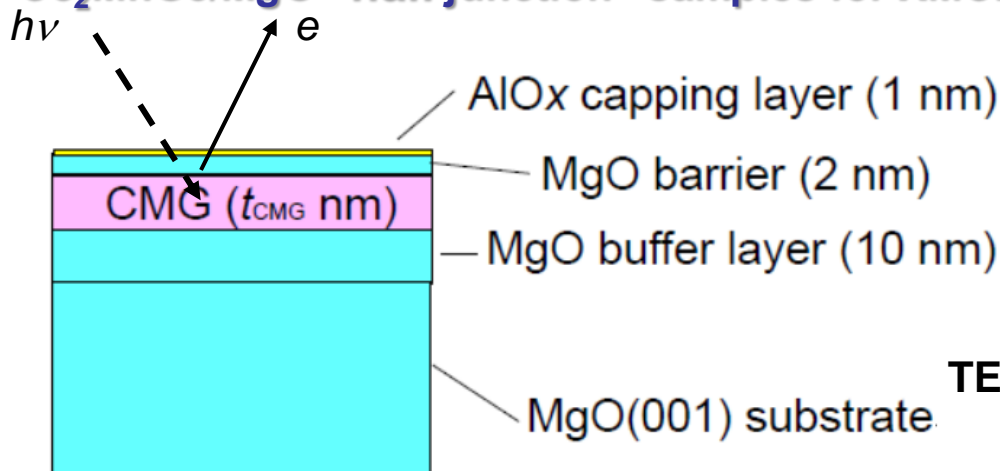 hν e
AlOx capping layer (1 nm)
MgO barrier (2 nm)
CMG (tCMG nm)
MgO buffer layer (10 nm)
TE
MgO(001) substrate